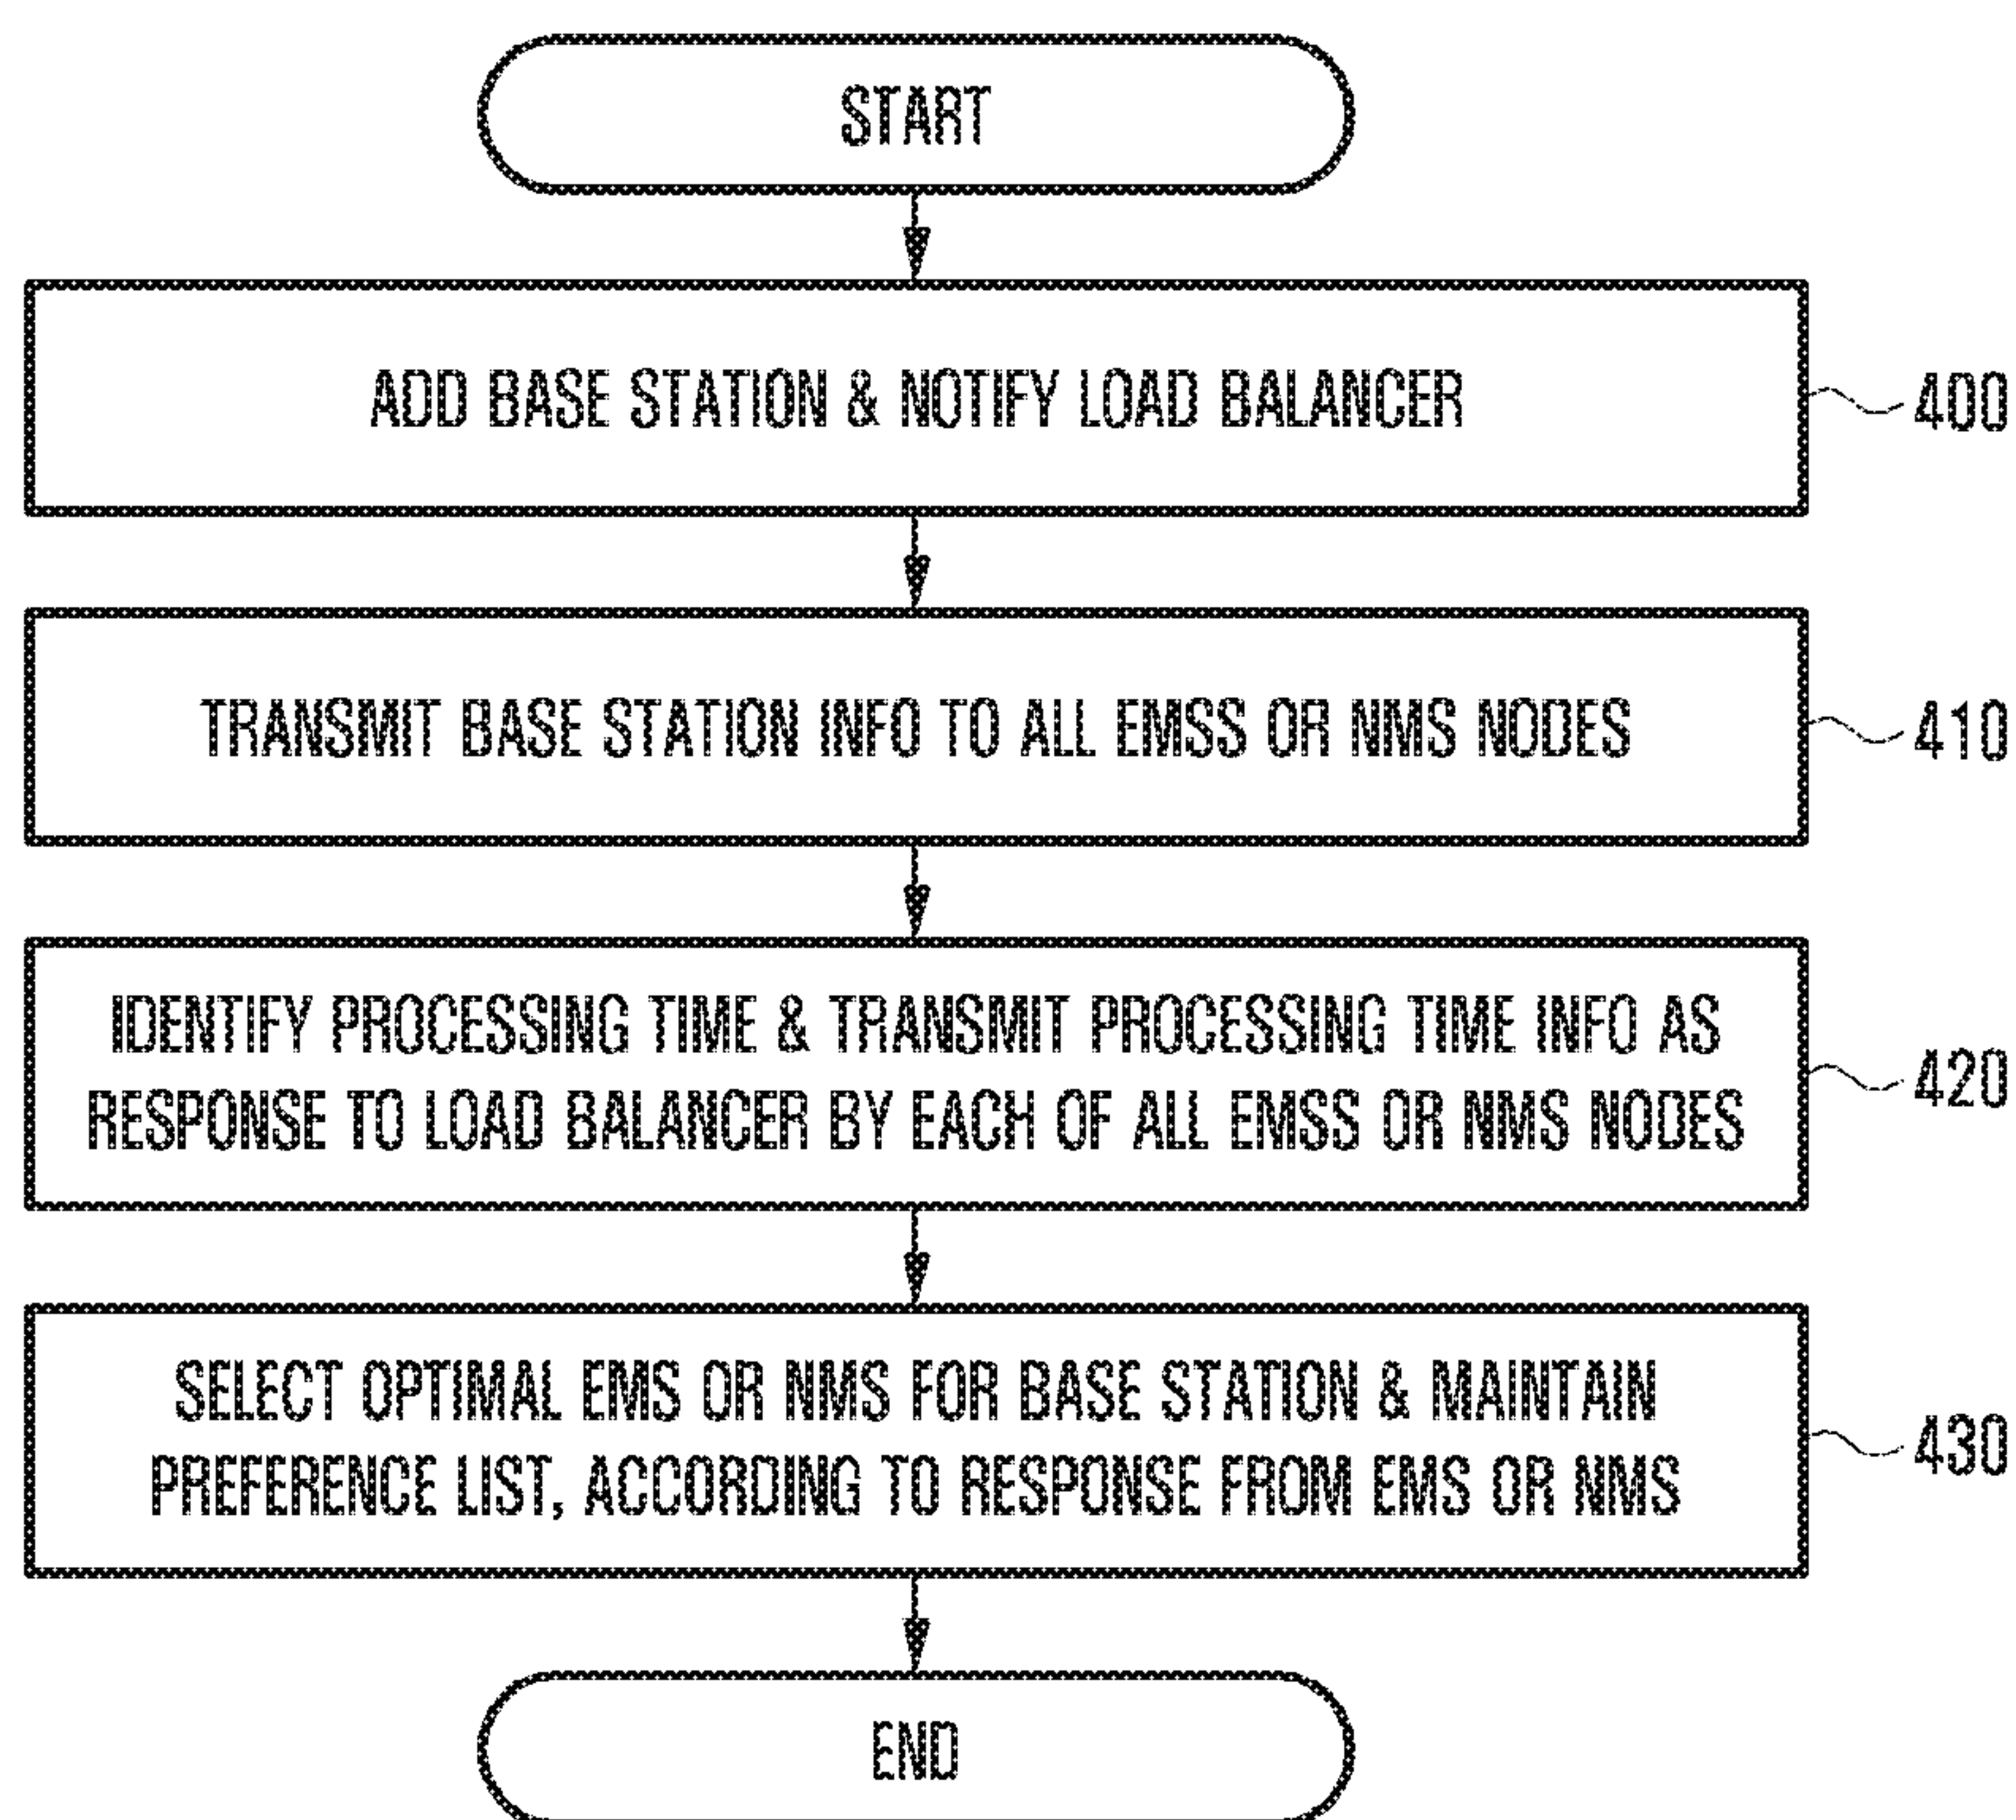 START
ADD BASE STATION & NOTIFY LOAD BALANCER
400
TRANSMIT BASE STATION INFO TO ALL EMSS OR NMS NODES
410
IDENTIFY PROCESSING TIME & TRANSMIT PROCESSING TIME INFO AS
RESPONSE TO LOAD BALANCER BY EACH OF ALL EMSS OR NMS NODES
420
SELECT OPTIMAL EMS OR NMS FOR BASE STATION & MAINTAIN
PREFERENCE LIST, ACCORDING TO RESPONSE FROM EMS OR NMS
430
END